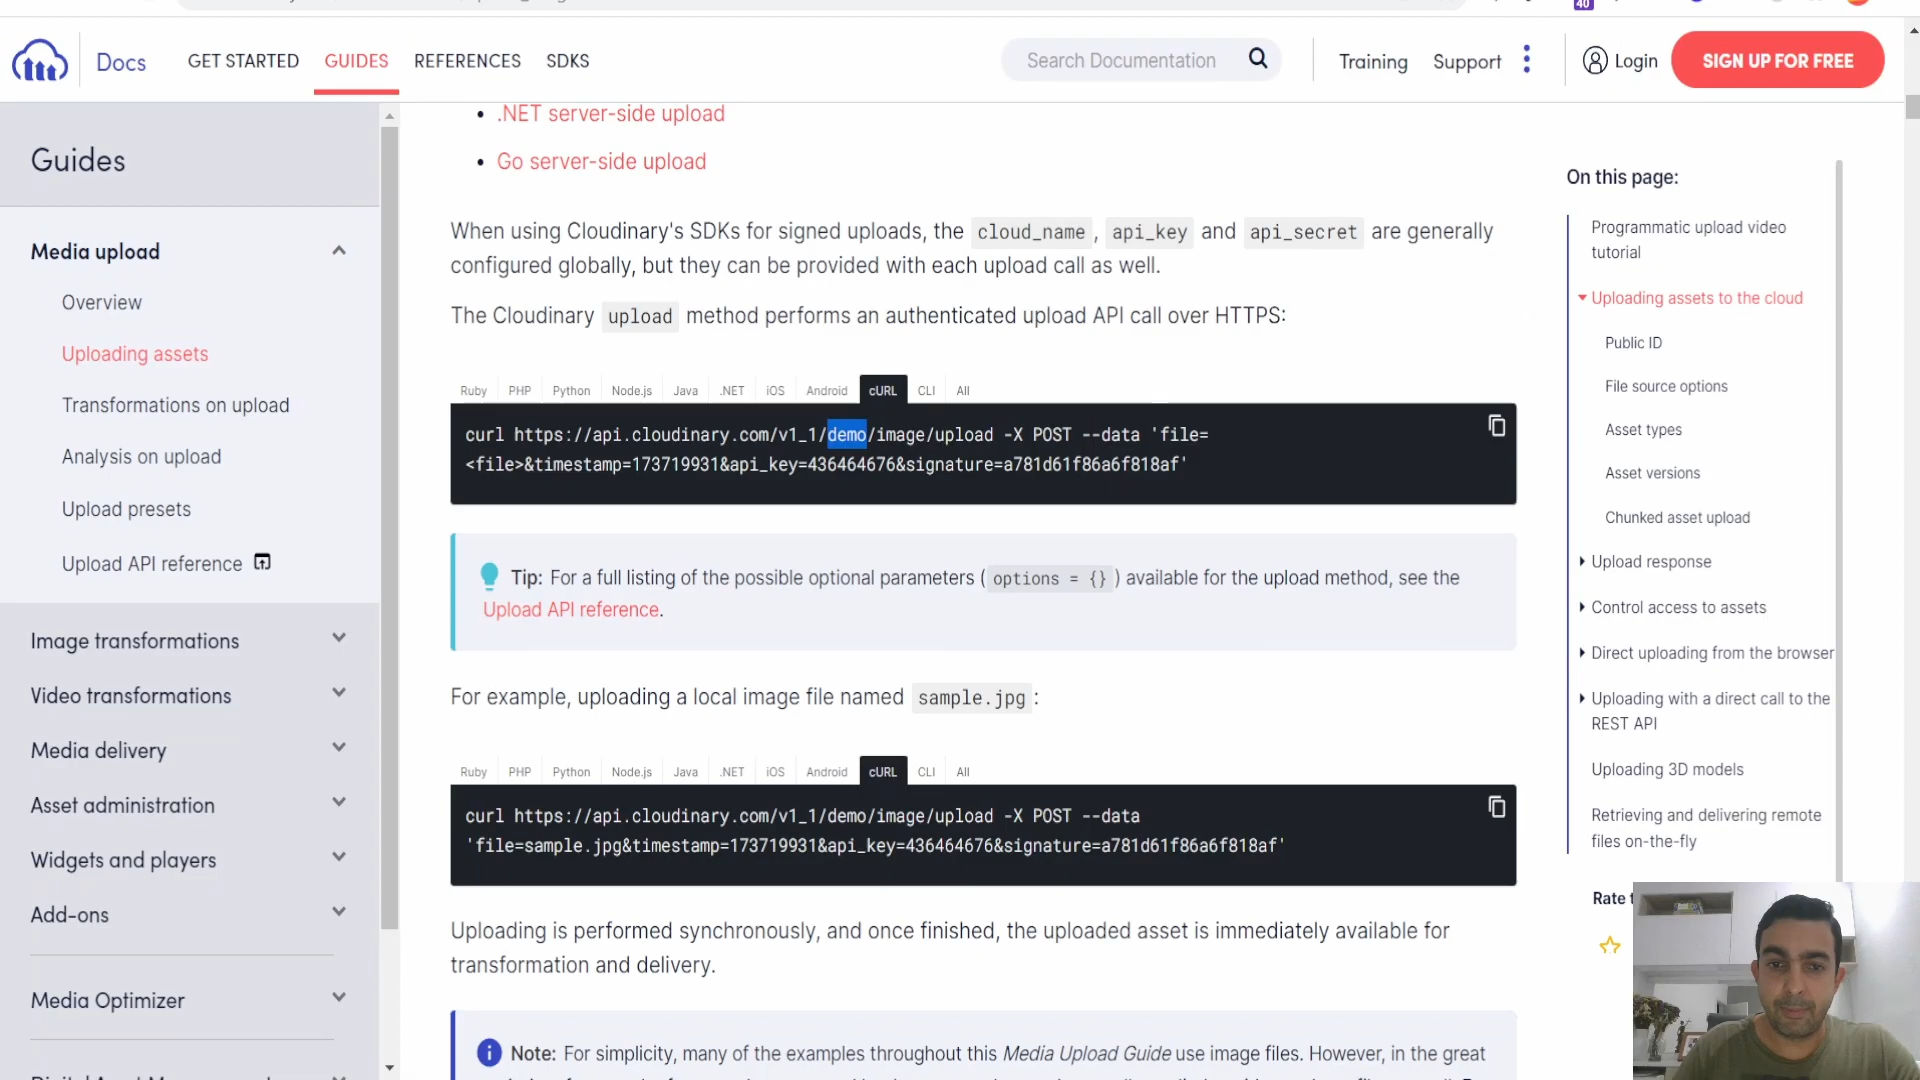 40
Docs
GET STARTED
GUIDES
REFERENCES
SDKS
Search Documentation
Training
Support
Login
SIGN UP FOR FREE
Guides
Media upload
Overview
Uploading assets
Transformations on upload
Analysis on upload
Upload presets
Upload API reference
Image transformations
Video transformations
Media delivery
Asset administration
Widgets and players
Add-ons
Media Optimizer
• .NET server-side upload
• Go server-side upload
When using Cloudinary's SDKs for signed uploads, the cloud_name, api_key and api_secret are generally
configured globally, but they can be provided with each upload call as well.
The Cloudinary upload method performs an authenticated upload API call over HTTPS:
Ruby PHP Python Node.js Java .NET iOS Android cURL CLI All
curl https://api.cloudinary.com/v1_1/demo/image/upload -X POST --data 'file=
<file>&timestamp=173719931&api_key=436464676&signature=a781d61f86a6f818af'
Tip: For a full listing of the possible optional parameters (options = {}) available for the upload method, see the
Upload API reference.
For example, uploading a local image file named sample.jpg:
Ruby PHP Python Node.js Java .NET iOS Android cURL CLI All
curl https://api.cloudinary.com/v1_1/demo/image/upload -X POST --data
'file=sample.jpg&timestamp=173719931&api_key=436464676&signature=a781d61f86a6f818af'
Uploading is performed synchronously, and once finished, the uploaded asset is immediately available for
transformation and delivery.
Note: For simplicity, many of the examples throughout this Media Upload Guide use image files. However, in the great
On this page:
Programmatic upload video
tutorial
Uploading assets to the cloud
Public ID
File source options
Asset types
Asset versions
Chunked asset upload
Upload response
Control access to assets
Direct uploading from the browser
Uploading with a direct call to the
REST API
Uploading 3D models
Retrieving and delivering remote
files on-the-fly
Rate